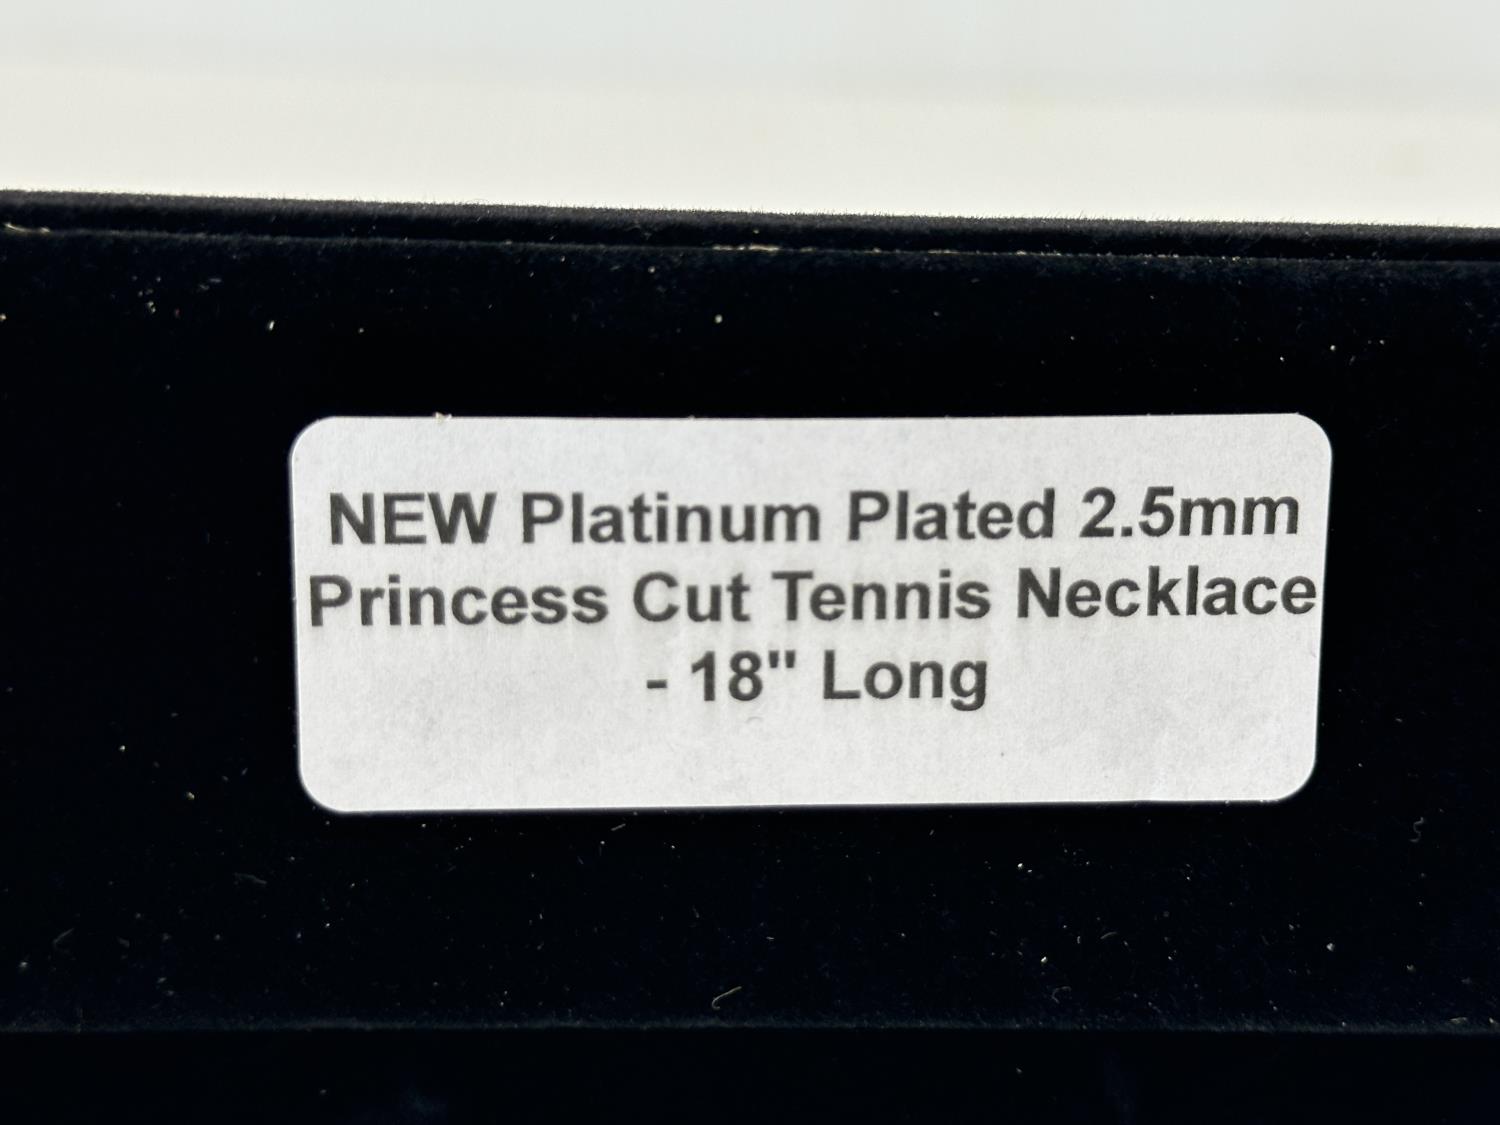 NEW Platinum Plated 2.5mm
Princess Cut Tennis Necklace
- 18" Long